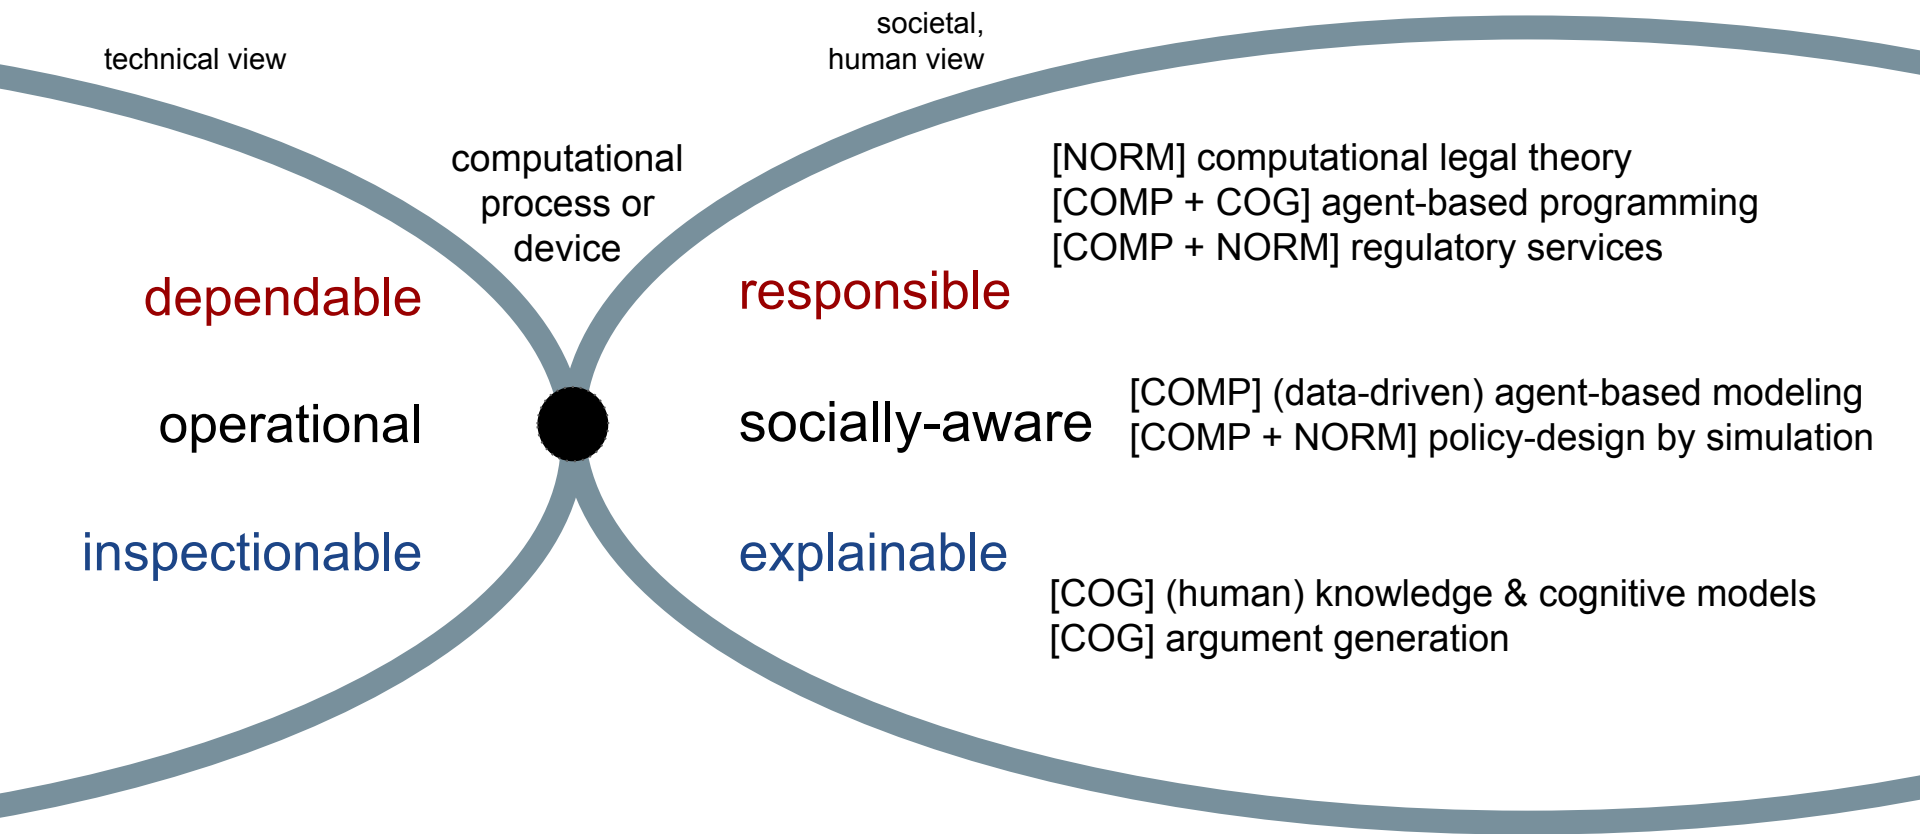 technical view
societal,
human view
computational
process or
device
dependable
operational
inspectionable
responsible
socially-aware
explainable
[NORM] computational legal theory
[COMP + COG] agent-based programming
[COMP + NORM] regulatory services
[COMP] (data-driven) agent-based modeling
[COMP + NORM] policy-design by simulation
[COG] (human) knowledge & cognitive models
[COG] argument generation